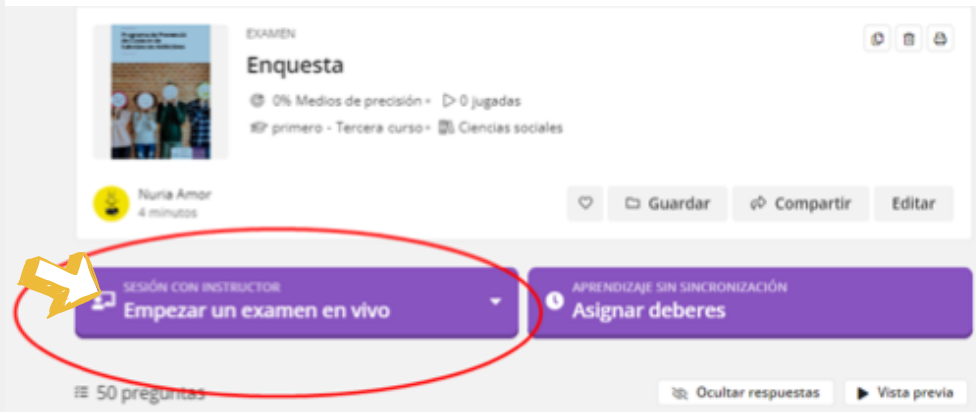 EXAMEN
Enquesta
0% Medios de precisión • 0 jugadas
primero - Tercera curso • Ciencias sociales
Nuria Amor
4 minutos
Guardar
Compartir
Editar
SESIÓN CON INSTRUCTOR
Empezar un examen en vivo
APRENDIZAJE SIN SINCRONIZACIÓN
Asignar deberes
50 preguntas
Ocultar respuestas
Vista previa